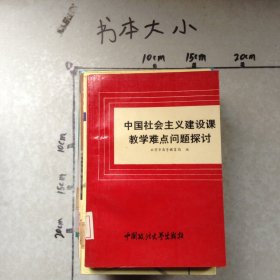 书本大小
10cm 15cm 20cm
10cm
15cm
20cm
中国社会主义建设课
教学难点问题探讨
中国政法大学出版社